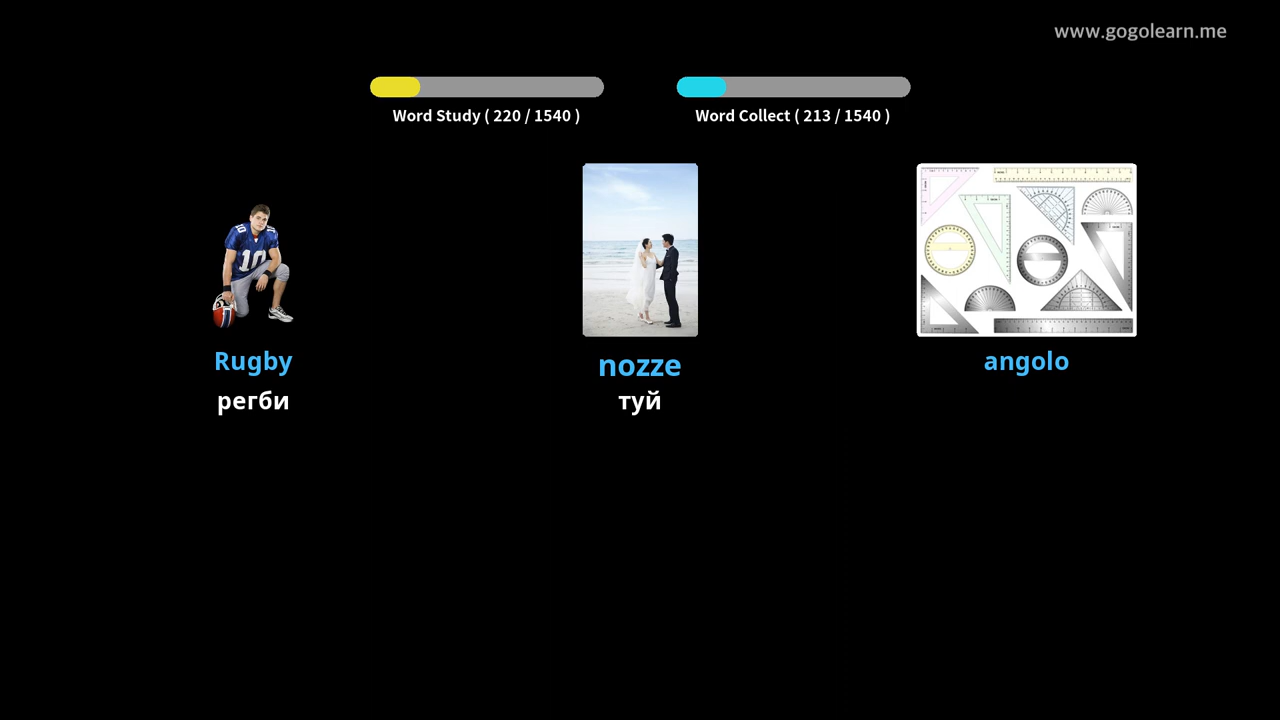 www.gogolearn.me
Word Study ( 220 / 1540 )
Word Collect ( 213 / 1540 )
Rugby
регби
nozze
туй
angolo